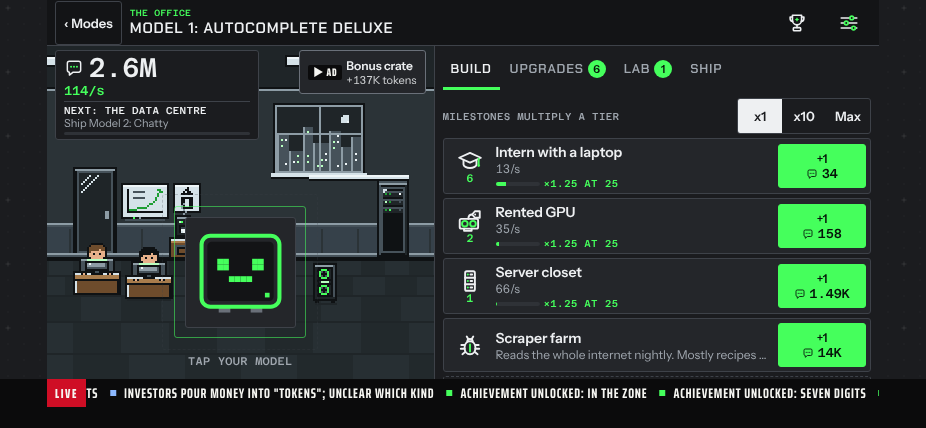 ‹ Modes
THE OFFICE
MODEL 1: AUTOCOMPLETE DELUXE
2.6M
114/s
NEXT: THE DATA CENTRE
Ship Model 2: Chatty
AD
Bonus crate
+137K tokens
TAP YOUR MODEL
BUILD
UPGRADES 6
LAB 1
SHIP
MILESTONES MULTIPLY A TIER
x1
x10
Max
Intern with a laptop
13/s
6
×1.25 AT 25
+1
34
Rented GPU
35/s
2
×1.25 AT 25
+1
158
Server closet
66/s
1
×1.25 AT 25
+1
1.49K
Scraper farm
Reads the whole internet nightly. Mostly recipes ...
+1
14K
LIVE
TS ■ INVESTORS POUR MONEY INTO "TOKENS"; UNCLEAR WHICH KIND ■ ACHIEVEMENT UNLOCKED: IN THE ZONE ■ ACHIEVEMENT UNLOCKED: SEVEN DIGITS